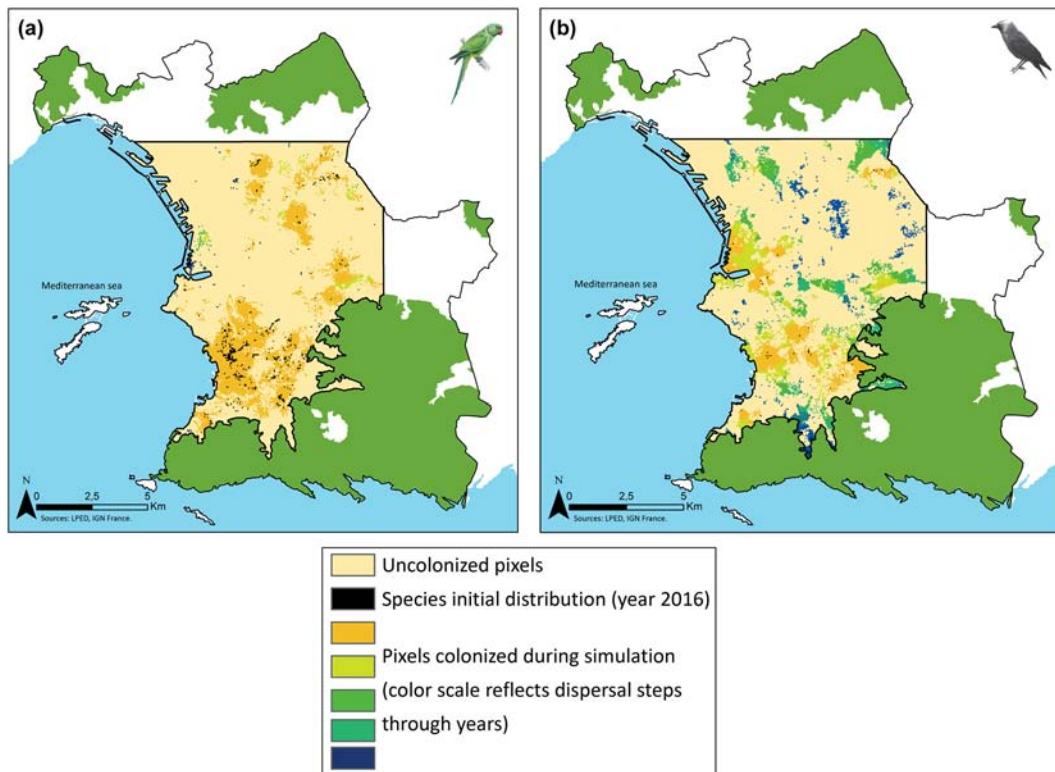 (a)
Mediterranean sea
N
0 2,5 5
Km
Sources: LPED, IGN France.
(b)
Mediterranean sea
N
0 2,5 5
Km
Sources: LPED, IGN France.
Uncolonized pixels
Species initial distribution (year 2016)
Pixels colonized during simulation
(color scale reflects dispersal steps
through years)